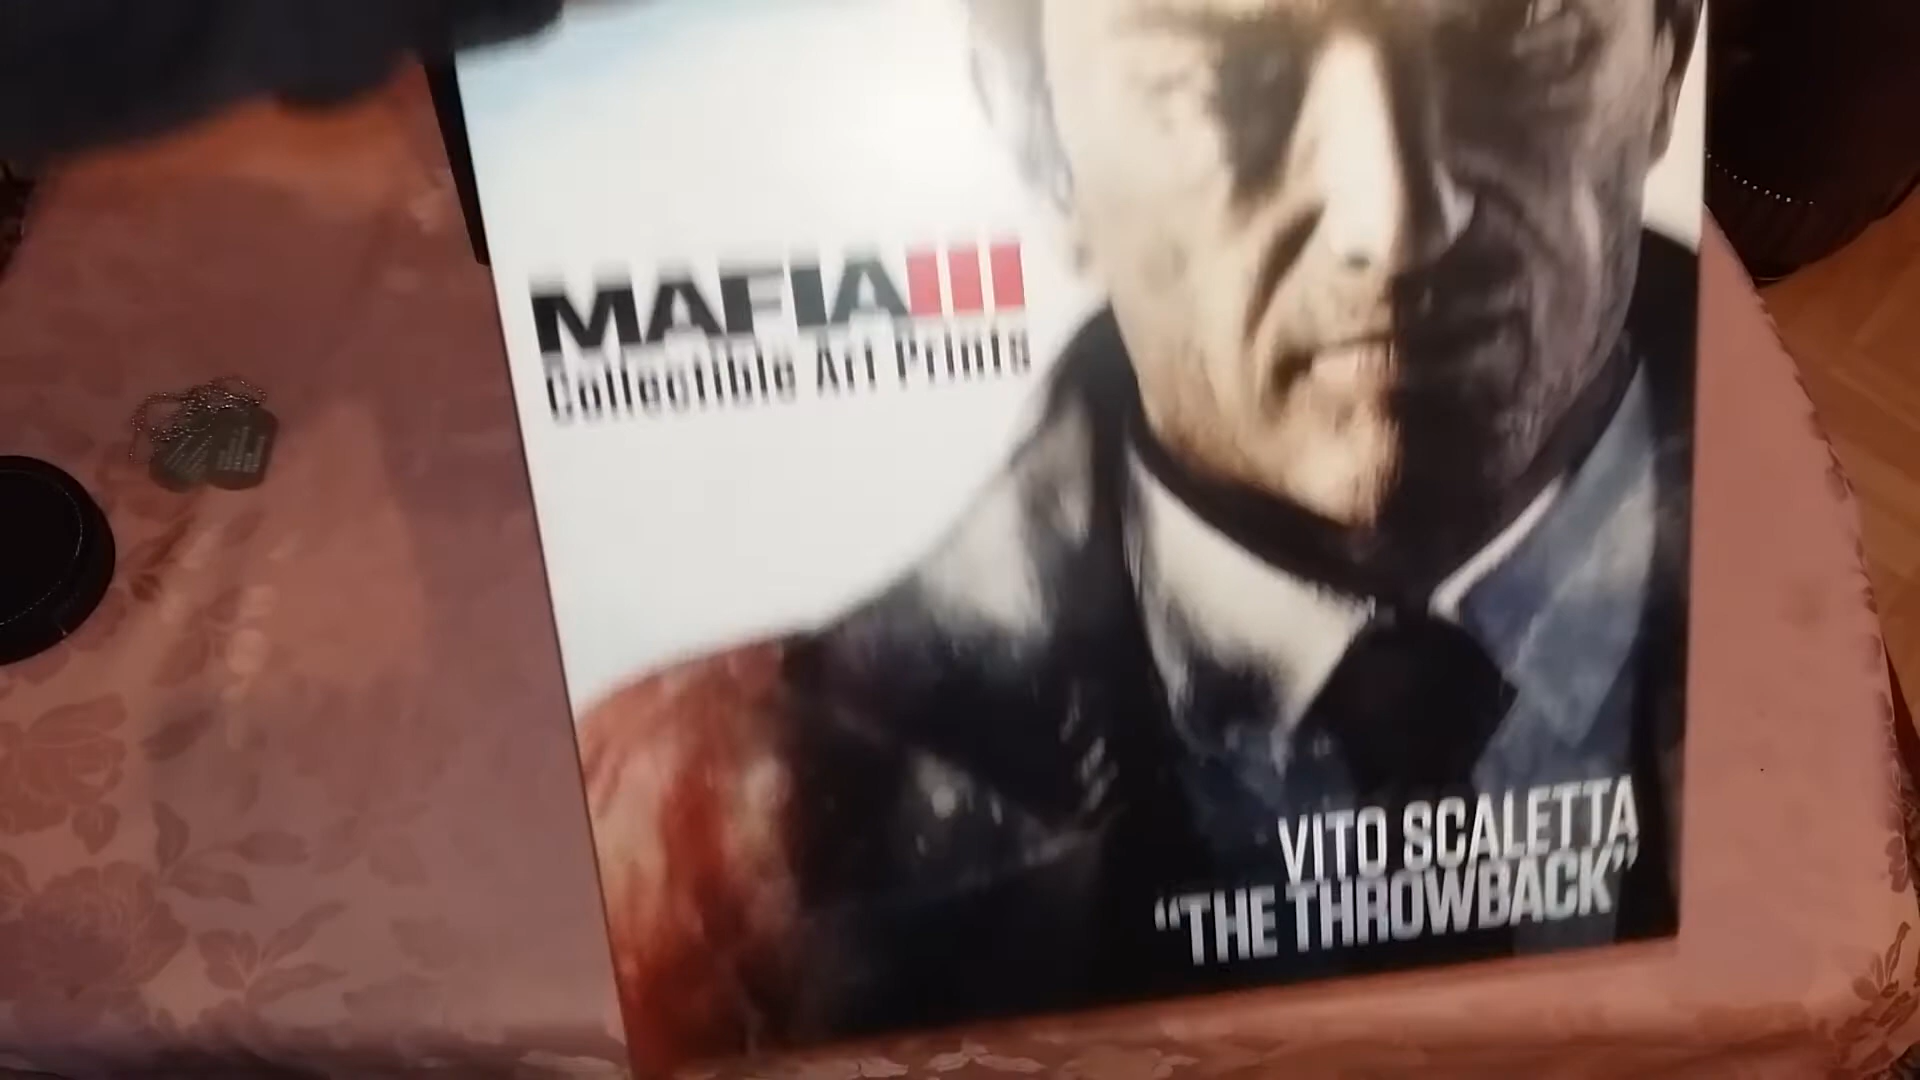 MAFIA III
Collectible Art Prints
VITO SCALETTA
“THE THROWBACK”